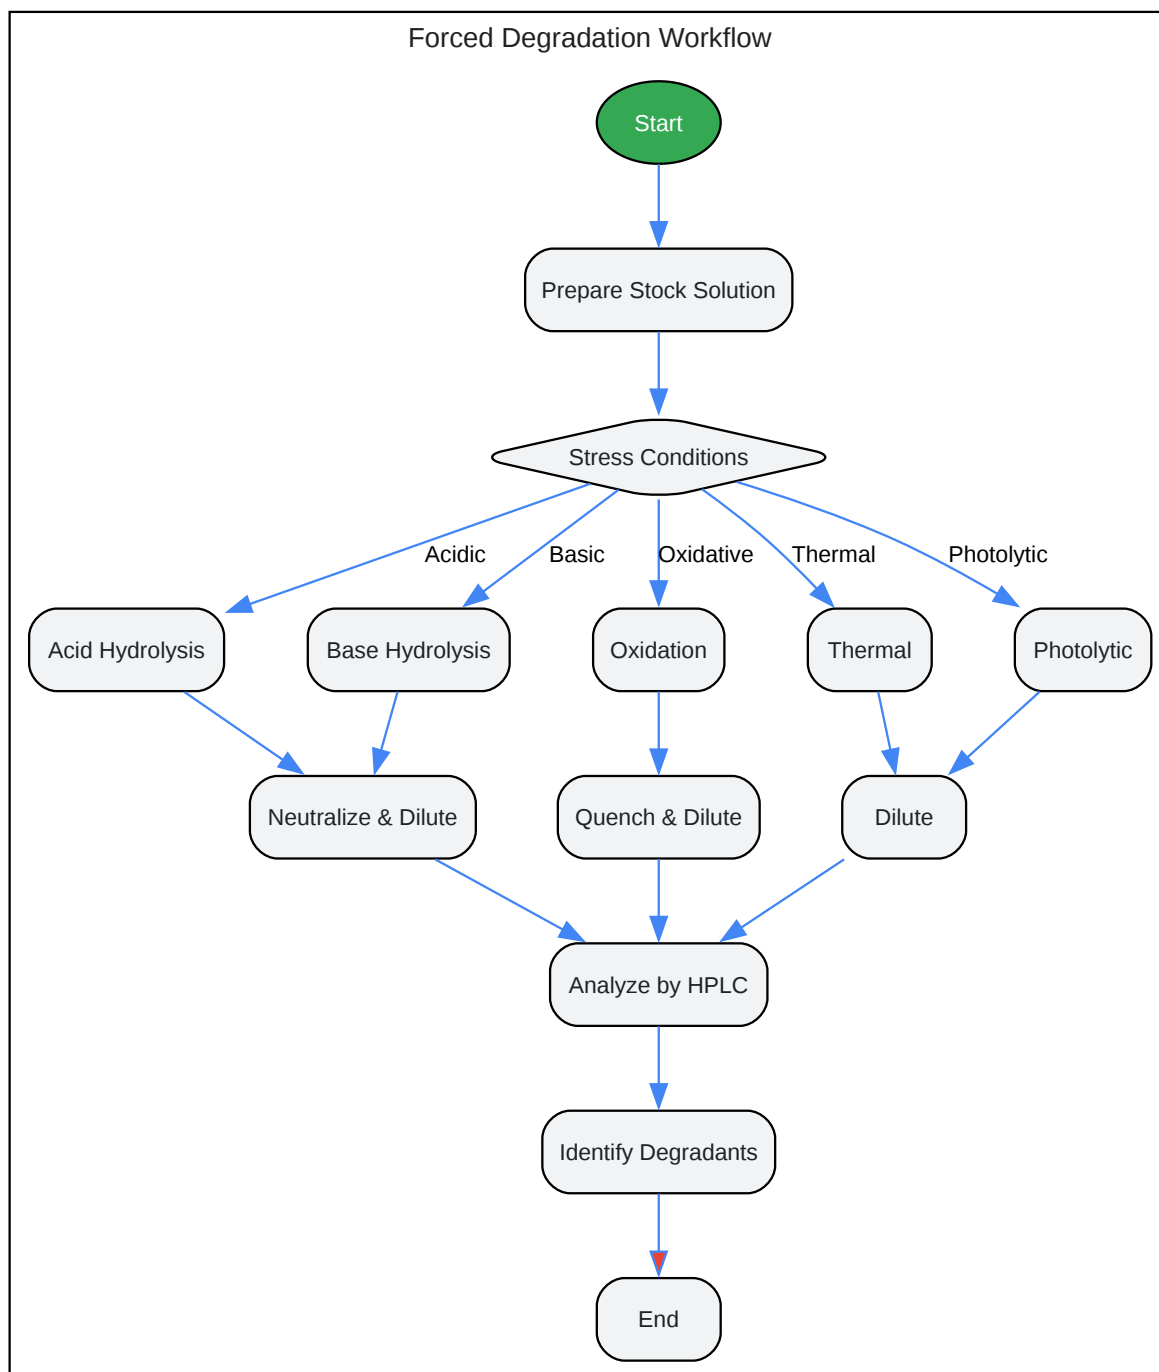 Forced Degradation Workflow
Start
Prepare Stock Solution
Stress Conditions
Acidic
Basic
Oxidative
Thermal
Photolytic
Acid Hydrolysis
Base Hydrolysis
Oxidation
Thermal
Photolytic
Neutralize & Dilute
Quench & Dilute
Dilute
Analyze by HPLC
Identify Degradants
End